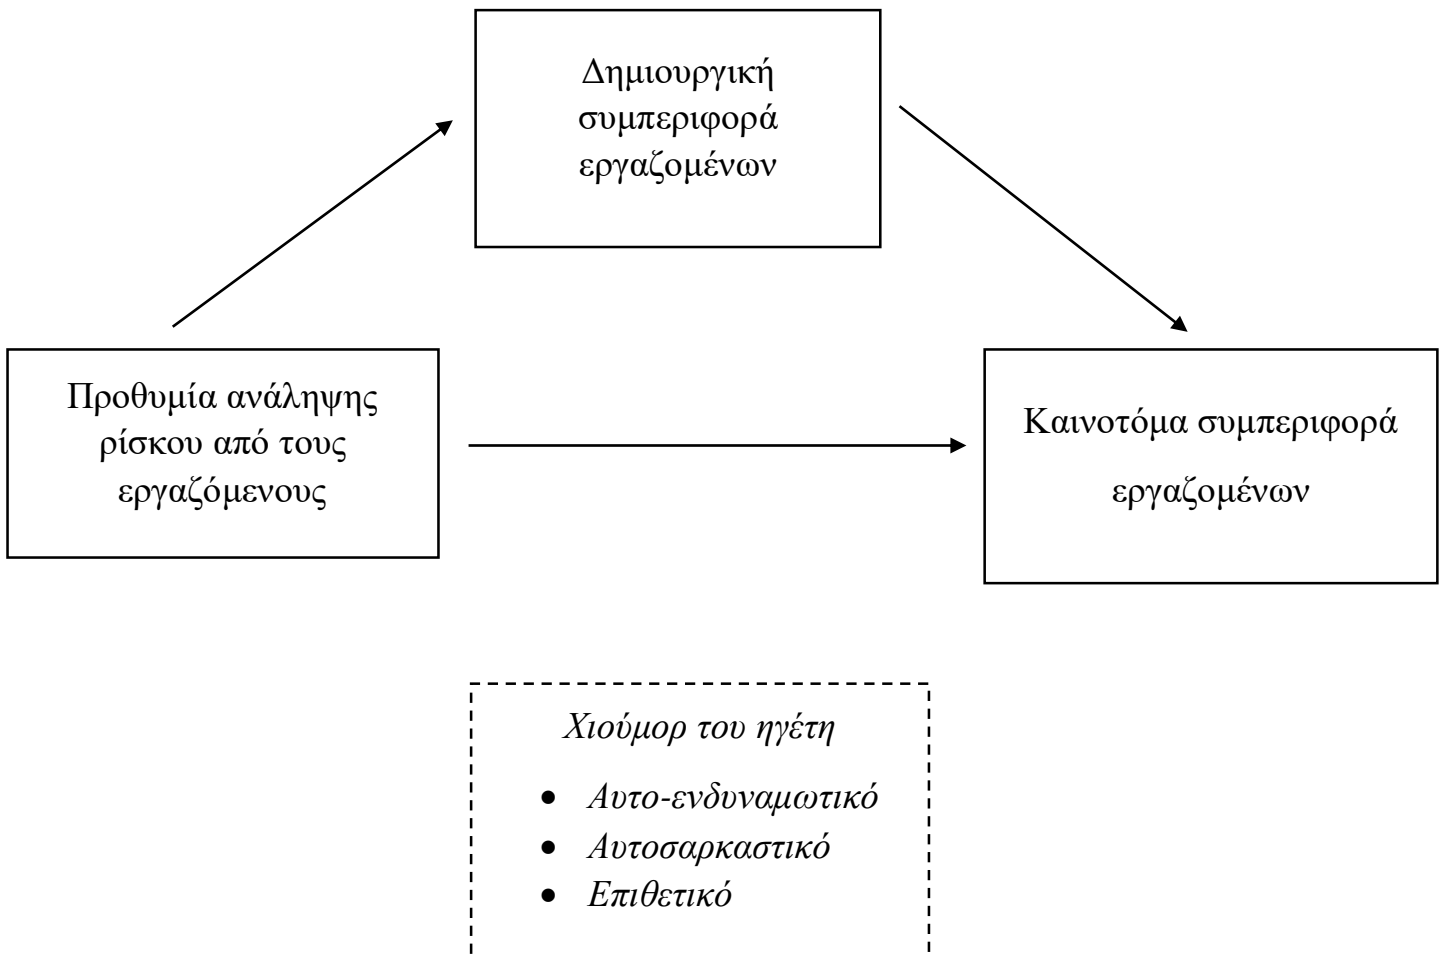 Δημιουργική
συμπεριφορά
εργαζομένων
Προθυμία ανάληψης
ρίσκου από τους
εργαζόμενους
Καινοτόμα συμπεριφορά
εργαζομένων
Χιούμορ του ηγέτη
• Αυτο-ενδυναμωτικό
• Αυτοσαρκαστικό
• Επιθετικό